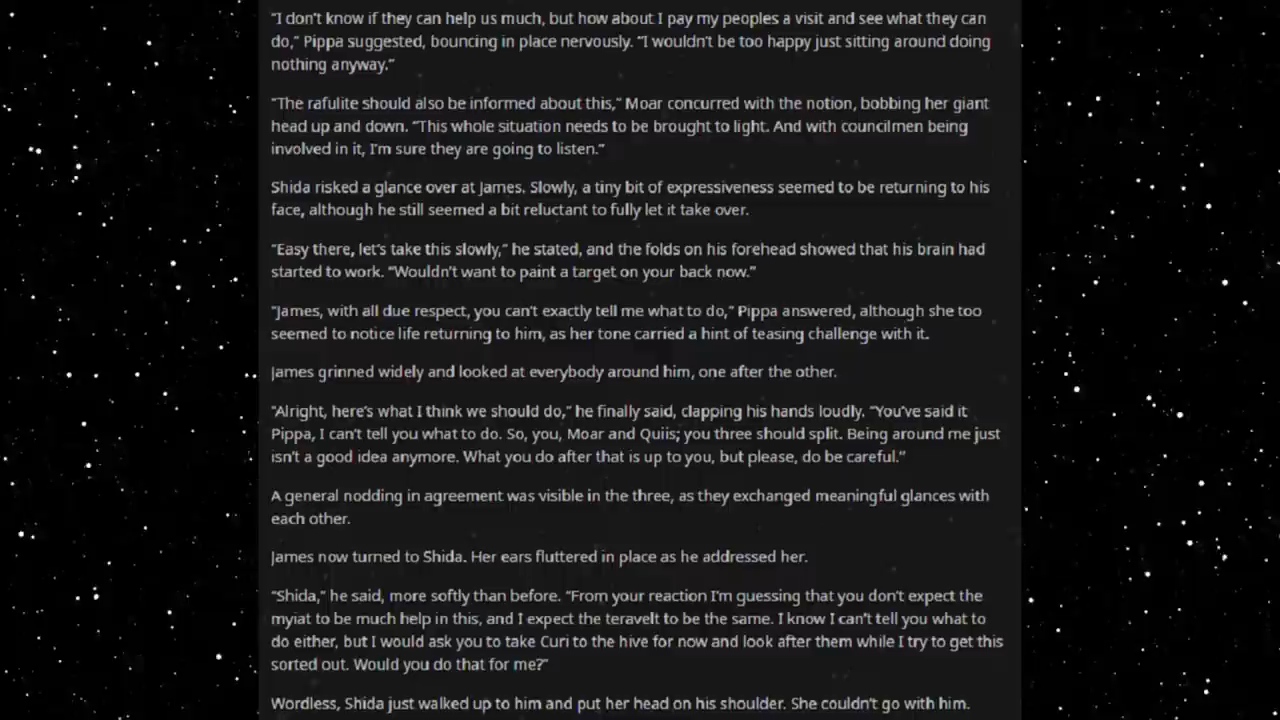 “I don’t know if they can help us much, but how about I pay my peoples a visit and see what they can
do,” Pippa suggested, bouncing in place nervously. “I wouldn’t be too happy just sitting around doing
nothing anyway.”
“The rafulite should also be informed about this,” Moar concurred with the notion, bobbing her giant
head up and down. “This whole situation needs to be brought to light. And with councilmen being
involved in it, I’m sure they are going to listen.”
Shida risked a glance over at James. Slowly, a tiny bit of expressiveness seemed to be returning to his
face, although he still seemed a bit reluctant to fully let it take over.
“Easy there, let’s take this slowly,” he stated, and the folds on his forehead showed that his brain had
started to work. “Wouldn’t want to paint a target on your back now.”
“James, with all due respect, you can’t exactly tell me what to do,” Pippa answered, although she too
seemed to notice life returning to him, as her tone carried a hint of teasing challenge with it.
James grinned widely and looked at everybody around him, one after the other.
“Alright, here’s what I think we should do,” he finally said, clapping his hands loudly. “You’ve said it
Pippa, I can’t tell you what to do. So, you, Moar and Quiis; you three should split. Being around me just
isn’t a good idea anymore. What you do after that is up to you, but please, do be careful.”
A general nodding in agreement was visible in the three, as they exchanged meaningful glances with
each other.
James now turned to Shida. Her ears fluttered in place as he addressed her.
“Shida,” he said, more softly than before. “From your reaction I’m guessing that you don’t expect the
myiat to be much help in this, and I expect the teravelt to be the same. I know I can’t tell you what to
do either, but I would ask you to take Curi to the hive for now and look after them while I try to get this
sorted out. Would you do that for me?”
Wordless, Shida just walked up to him and put her head on his shoulder. She couldn’t go with him.